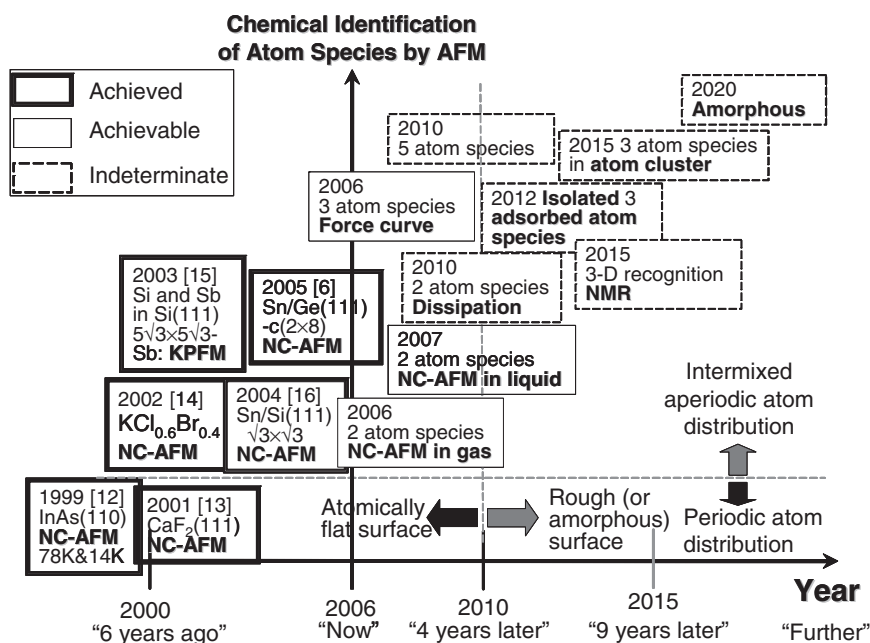 Chemical Identification
of Atom Species by AFM
Achieved
Achievable
Indeterminate
2020
Amorphous
2010
5 atom species
2015 3 atom species
in atom cluster
2006
3 atom species
Force curve
2012 Isolated 3
adsorbed atom
species
2015
3-D recognition
NMR
2003 [15]
Si and Sb
in Si(111)
5√3×5√3-
Sb: KPFM
2005 [6]
Sn/Ge(111)
-c(2×8)
NC-AFM
2010
2 atom species
Dissipation
2007
2 atom species
NC-AFM in liquid
2002 [14]
KCl0.6Br0.4
NC-AFM
2004 [16]
Sn/Si(111)
√3×√3
NC-AFM
2006
2 atom species
NC-AFM in gas
Intermixed
aperiodic atom
distribution
1999 [12]
InAs(110)
NC-AFM
78K&14K
2001 [13]
CaF2(111)
NC-AFM
Atomically
flat surface
Rough (or
amorphous)
surface
Periodic atom
distribution
Year
2000
"6 years ago"
2006
"Now"
2010
"4 years later"
2015
"9 years later"
"Further"